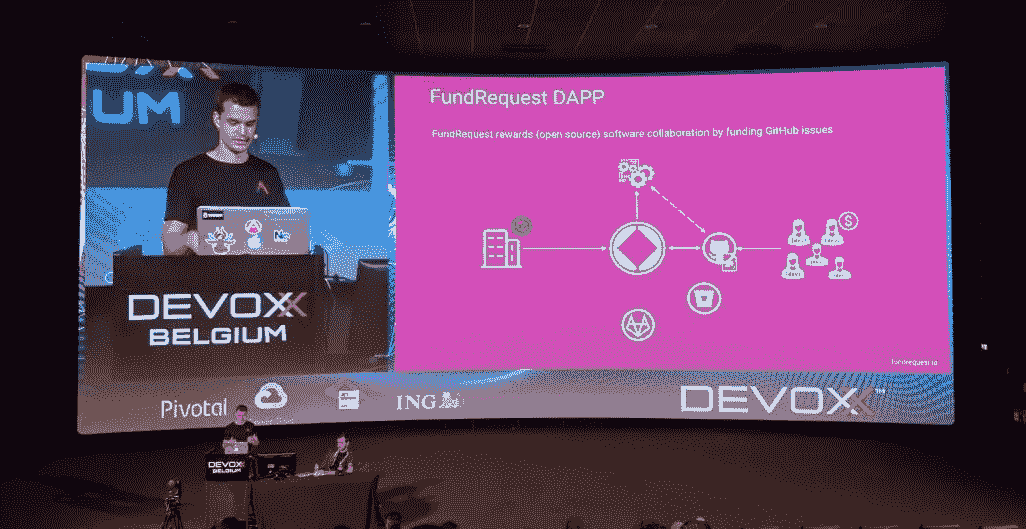 UM
FundRequest DAPP
FundRequest rewards (open source) software collaboration by funding GitHub issues
$
fundrequest.io
DEVOXX
BELGIUM
Pivotal
ING
DEVOXX™
DEVOXX
BELGIUM